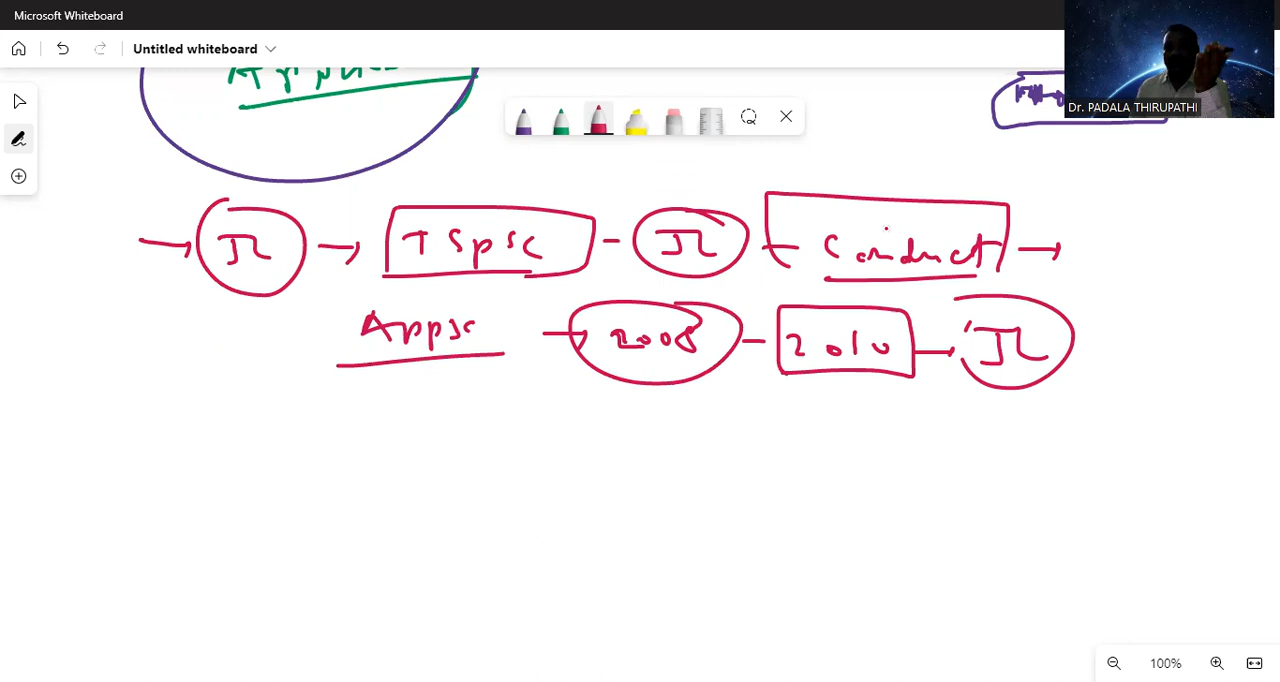 Microsoft Whiteboard
Untitled whiteboard
Dr. PADALA THIRUPATHI
→ JL → TSPSC - JL - Conduct →
APPSC → 2008 - 2010 → JL
100%